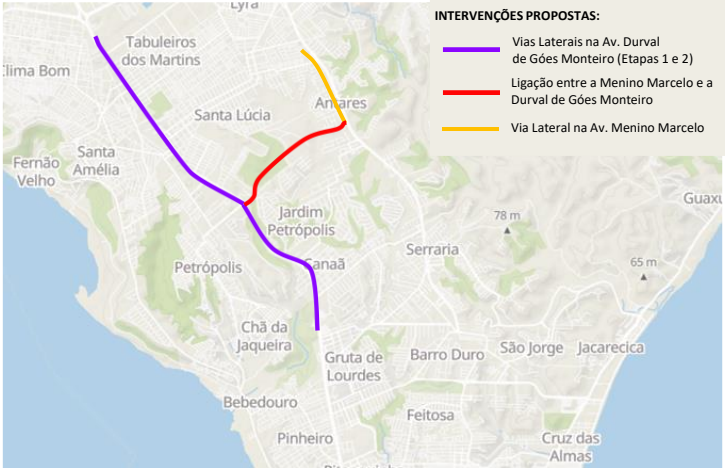 INTERVENÇÕES PROPOSTAS:
Vias Laterais na Av. Durval
de Góes Monteiro (Etapas 1 e 2)
Ligação entre a Menino Marcelo e a
Durval de Góes Monteiro
Via Lateral na Av. Menino Marcelo
Lyra
Tabuleiros
dos Martins
Clima Bom
Antares
Santa Lúcia
Santa
Amélia
Fernão
Velho
Guaxu
Jardim
Petrópolis
78 m
Serraria
Canaã
65 m
Petrópolis
Chã da
Jaqueira
Gruta de
Lourdes
Barro Duro
São Jorge
Jacarecica
Bebedouro
Feitosa
Pinheiro
Cruz das
Almas